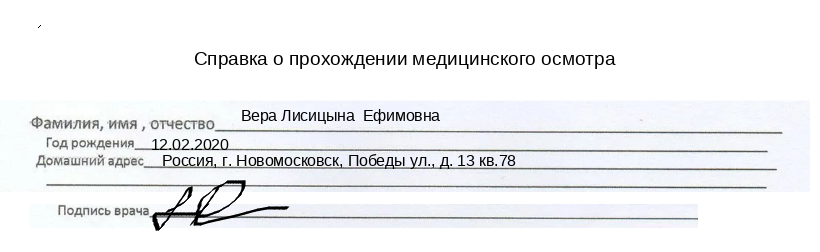 Справка о прохождении медицинского осмотра
Фамилия, имя , отчество Вера Лисицына Ефимовна
Год рождения 12.02.2020
Домашний адрес Россия, г. Новомосковск, Победы ул., д. 13 кв.78
Подпись врача